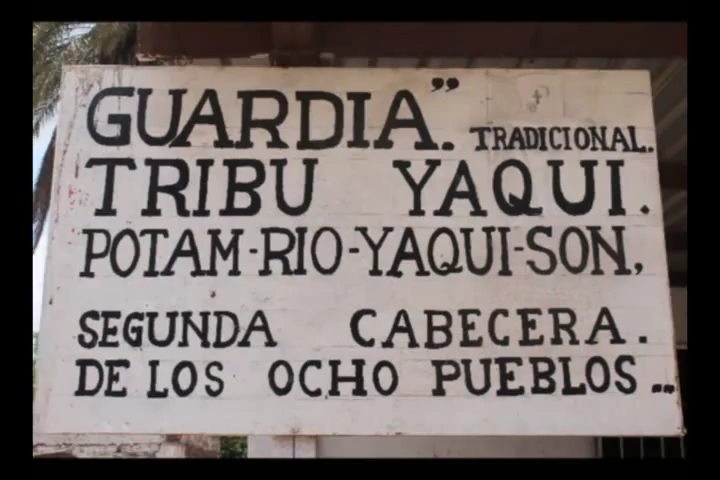 GUARDIA.” TRADICIONAL.
TRIBU YAQUI.
POTAM-RIO-YAQUI-SON,
SEGUNDA CABECERA.
DE LOS OCHO PUEBLOS...